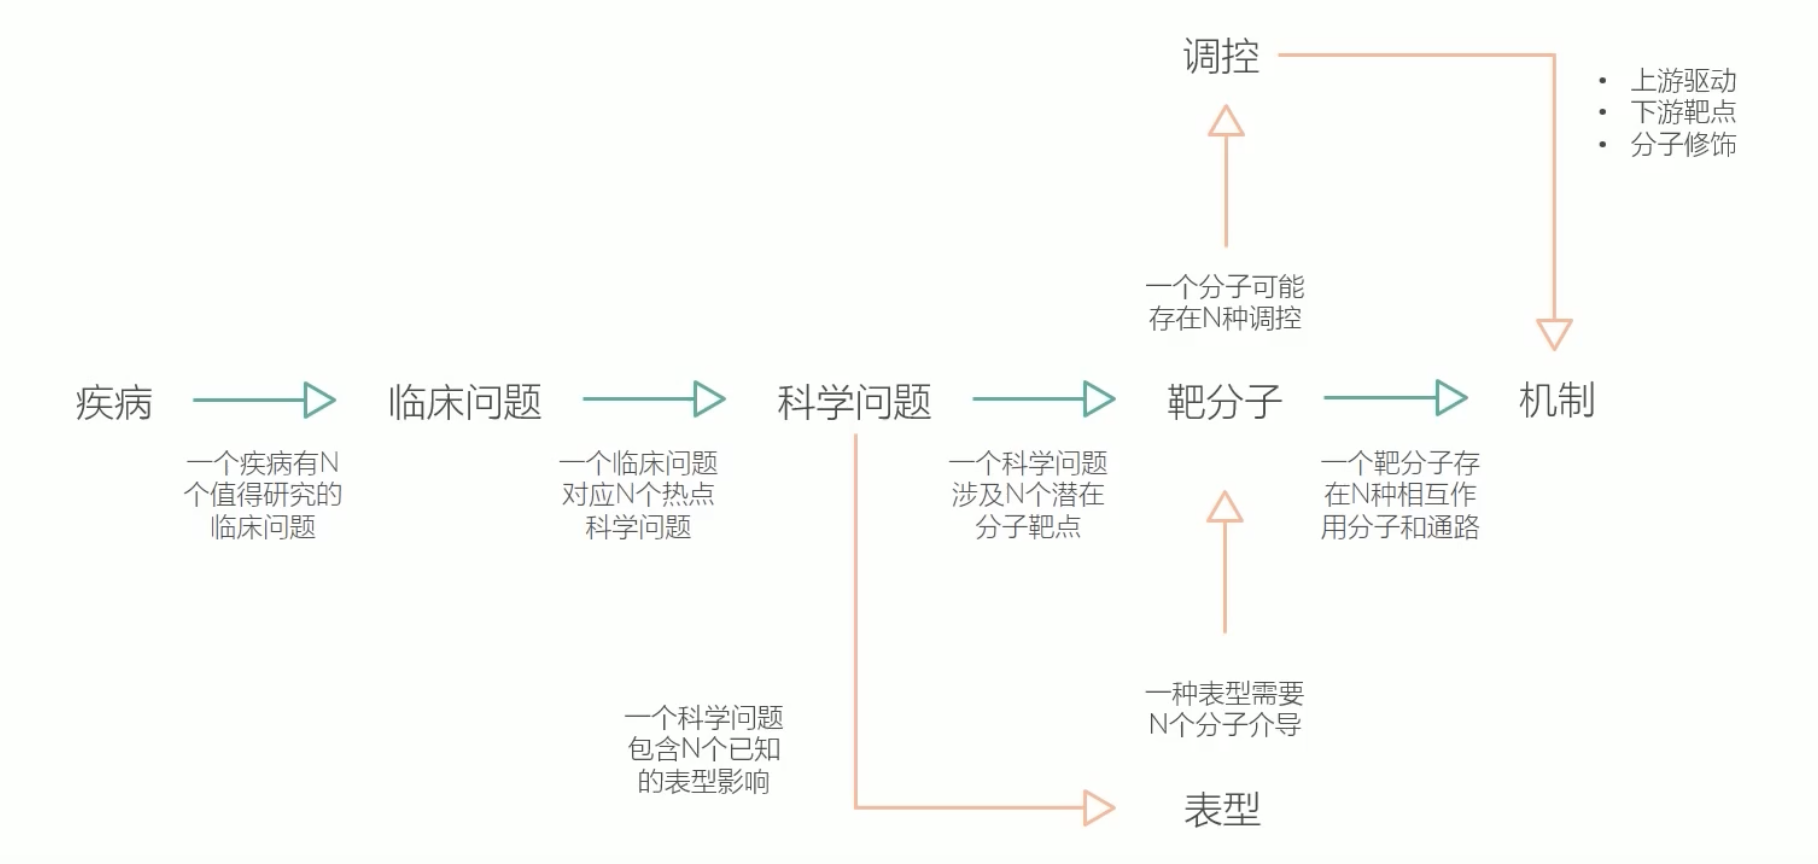 调控
• 上游驱动
• 下游靶点
• 分子修饰
一个分子可能
存在N种调控
疾病
临床问题
科学问题
靶分子
机制
一个疾病有N
个值得研究的
临床问题
一个临床问题
对应N个热点
科学问题
一个科学问题
涉及N个潜在
分子靶点
一个靶分子存
在N种相互作
用分子和通路
一个科学问题
包含N个已知
的表型影响
一种表型需要
N个分子介导
表型